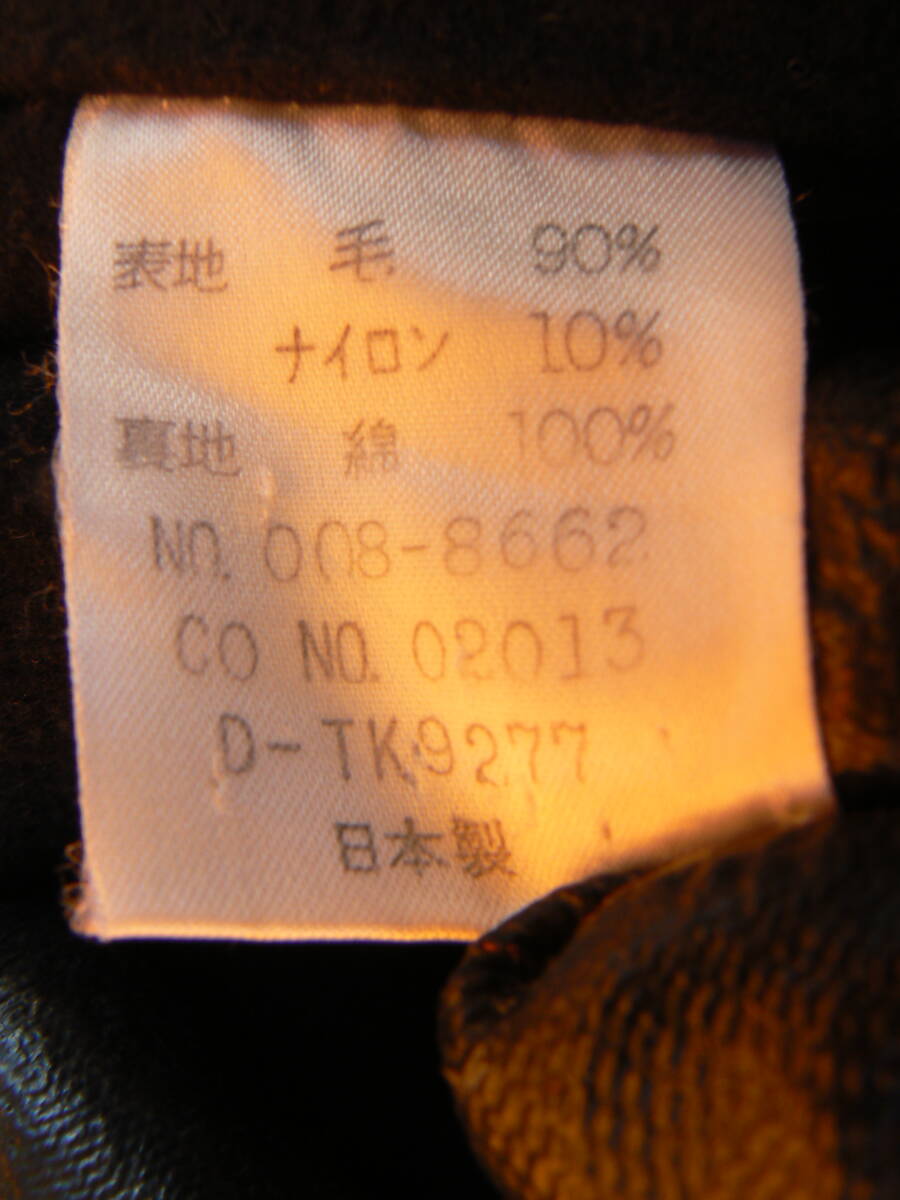 表地 毛 90%
ナイロン 10%
裏地 綿 100%
NO. 008-8662
CO NO. 02013
D-TK9277
日本製